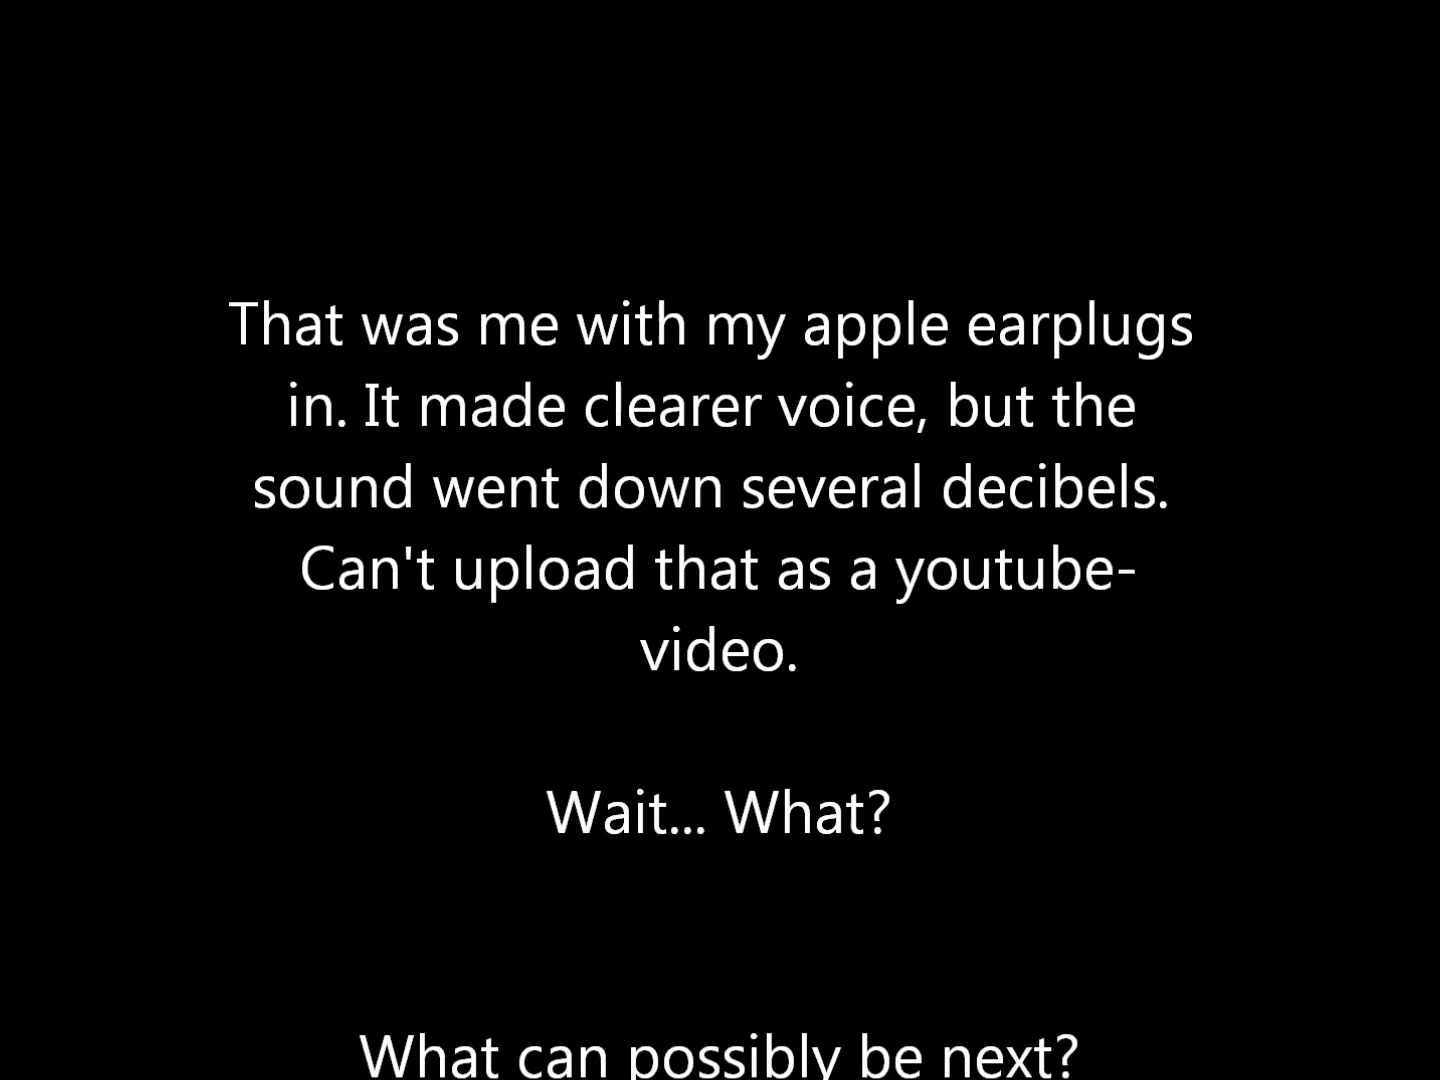 That was me with my apple earplugs
in. It made clearer voice, but the
sound went down several decibels.
Can't upload that as a youtube-
video.
Wait... What?
What can possibly be next?